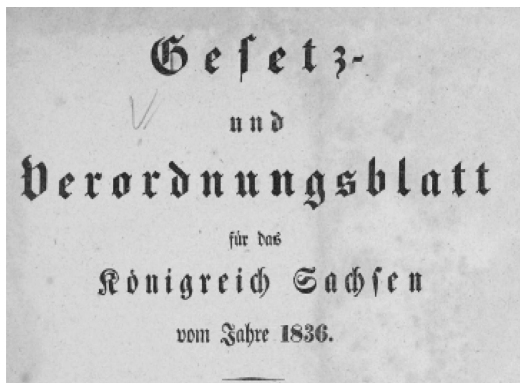 Geſetz-
und
Verordnungsblatt
für das
Königreich Sachſen
vom Jahre 1836.